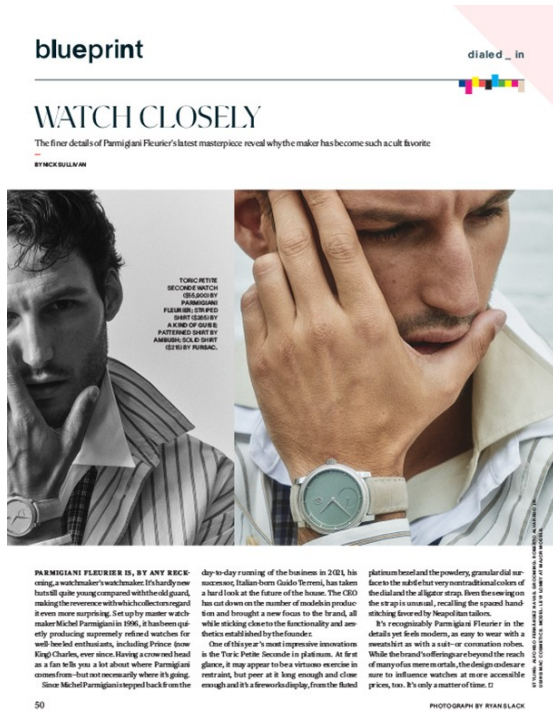 blueprint
dialed _ in
WATCH CLOSELY
The finer details of Parmigiani Fleurier's latest masterpiece reveal why the maker has become such a cult favorite
BY NICK SULLIVAN
TORIC PETITE
SECONDE WATCH
($55,900) BY
PARMIGIANI
FLEURIER; STRIPED
SHIRT ($265) BY
A KIND OF GUISE;
PATTERNED SHIRT BY
AMBUSH; SOLID SHIRT
($215) BY FURSAC.
PARMIGIANI FLEURIER IS, BY ANY RECK-
oning, a watchmaker's watchmaker. It's hardly new
but still quite young compared with the old guard,
making the reverence with which collectors regard
it even more surprising. Set up by master watch-
maker Michel Parmigiani in 1996, it has been qui-
etly producing supremely refined watches for
well-heeled enthusiasts, including Prince (now
King) Charles, ever since. Having a crowned head
as a fan tells you a lot about where Parmigiani
comes from—but not necessarily where it's going.
Since Michel Parmigiani stepped back from the
day-to-day running of the business in 2021, his
successor, Italian-born Guido Terreni, has taken
a hard look at the future of the house. The CEO
has cut down on the number of models in produc-
tion and brought a new focus to the brand, all
while sticking close to the functionality and aes-
thetics established by the founder.
One of this year's most impressive innovations
is the Toric Petite Seconde in platinum. At first
glance, it may appear to be a virtuoso exercise in
restraint, but peer at it long and close
enough and it's a fireworks display, from the fluted
platinum bezel and the powdery, granular dial sur-
face to the subtle but very nontraditional colors of
the dial and the alligator strap. Even the sewing on
the strap is unusual, recalling the spaced hand-
stitching favored by Neapolitan tailors.
It's recognizably Parmigiani Fleurier in the
details yet feels modern, as easy to wear with a
sweatshirt as with a suit—or coronation robes.
While the brand's offerings are beyond the reach
of many of us mere mortals, the design codes are
sure to influence watches at more accessible
prices, too. It's only a matter of time.
50
PHOTOGRAPH BY RYAN SLACK